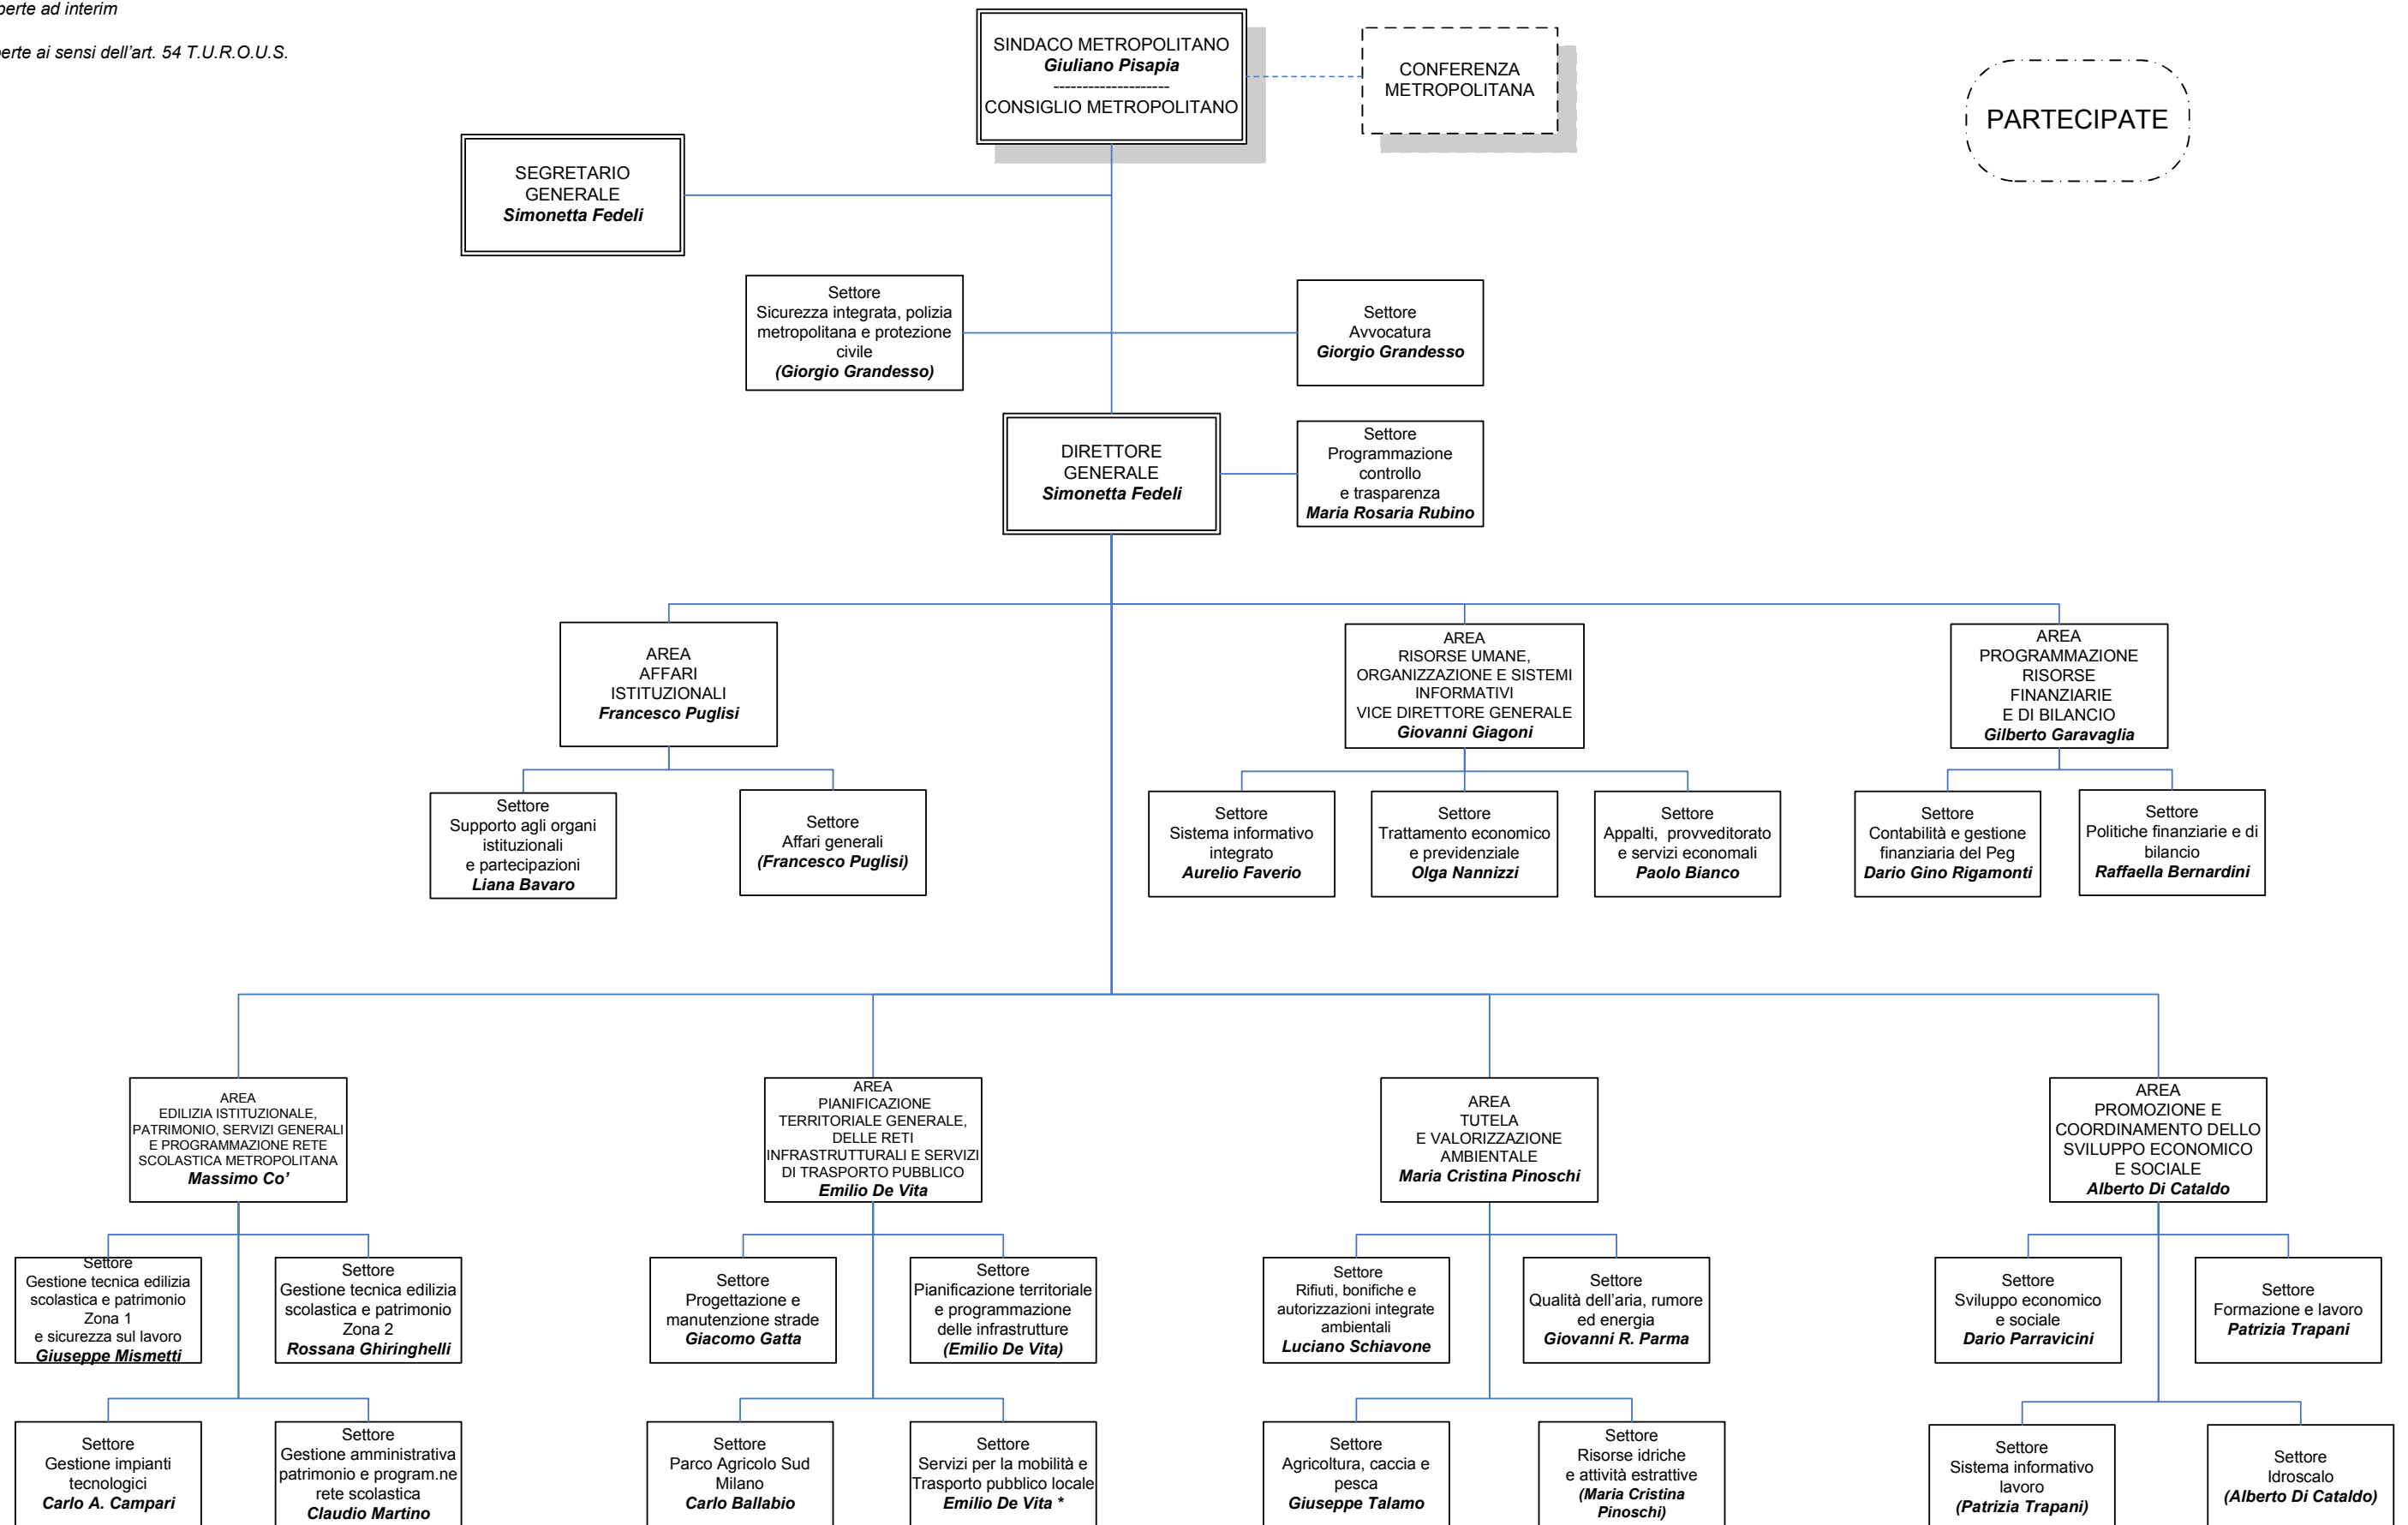 perte ad interim
perte ai sensi dell'art. 54 T.U.R.O.U.S.
SINDACO METROPOLITANO
Giuliano Pisapia
--------------------
CONSIGLIO METROPOLITANO
CONFERENZA
METROPOLITANA
PARTECIPATE
SEGRETARIO
GENERALE
Simonetta Fedeli
Settore
Sicurezza integrata, polizia
metropolitana e protezione
civile
(Giorgio Grandesso)
Settore
Avvocatura
Giorgio Grandesso
DIRETTORE
GENERALE
Simonetta Fedeli
Settore
Programmazione
controllo
e trasparenza
Maria Rosaria Rubino
AREA
AFFARI
ISTITUZIONALI
Francesco Puglisi
AREA
RISORSE UMANE,
ORGANIZZAZIONE E SISTEMI
INFORMATIVI
VICE DIRETTORE GENERALE
Giovanni Giagoni
AREA
PROGRAMMAZIONE
RISORSE
FINANZIARIE
E DI BILANCIO
Gilberto Garavaglia
Settore
Supporto agli organi
istituzionali
e partecipazioni
Liana Bavaro
Settore
Affari generali
(Francesco Puglisi)
Settore
Sistema informativo
integrato
Aurelio Faverio
Settore
Trattamento economico
e previdenziale
Olga Nannizzi
Settore
Appalti, provveditorato
e servizi economali
Paolo Bianco
Settore
Contabilità e gestione
finanziaria del Peg
Dario Gino Rigamonti
Settore
Politiche finanziarie e di
bilancio
Raffaella Bernardini
AREA
EDILIZIA ISTITUZIONALE,
PATRIMONIO, SERVIZI GENERALI
E PROGRAMMAZIONE RETE
SCOLASTICA METROPOLITANA
Massimo Co'
AREA
PIANIFICAZIONE
TERRITORIALE GENERALE,
DELLE RETI
INFRASTRUTTURALI E SERVIZI
DI TRASPORTO PUBBLICO
Emilio De Vita
AREA
TUTELA
E VALORIZZAZIONE
AMBIENTALE
Maria Cristina Pinoschi
AREA
PROMOZIONE E
COORDINAMENTO DELLO
SVILUPPO ECONOMICO
E SOCIALE
Alberto Di Cataldo
Settore
Gestione tecnica edilizia
scolastica e patrimonio
Zona 1
e sicurezza sul lavoro
Giuseppe Mismetti
Settore
Gestione tecnica edilizia
scolastica e patrimonio
Zona 2
Rossana Ghiringhelli
Settore
Progettazione e
manutenzione strade
Giacomo Gatta
Settore
Pianificazione territoriale
e programmazione
delle infrastrutture
(Emilio De Vita)
Settore
Rifiuti, bonifiche e
autorizzazioni integrate
ambientali
Luciano Schiavone
Settore
Qualità dell'aria, rumore
ed energia
Giovanni R. Parma
Settore
Sviluppo economico
e sociale
Dario Parravicini
Settore
Formazione e lavoro
Patrizia Trapani
Settore
Gestione impianti
tecnologici
Carlo A. Campari
Settore
Gestione amministrativa
patrimonio e program.ne
rete scolastica
Claudio Martino
Settore
Parco Agricolo Sud
Milano
Carlo Ballabio
Settore
Servizi per la mobilità e
Trasporto pubblico locale
Emilio De Vita *
Settore
Agricoltura, caccia e
pesca
Giuseppe Talamo
Settore
Risorse idriche
e attività estrattive
(Maria Cristina
Pinoschi)
Settore
Sistema informativo
lavoro
(Patrizia Trapani)
Settore
Idroscalo
(Alberto Di Cataldo)